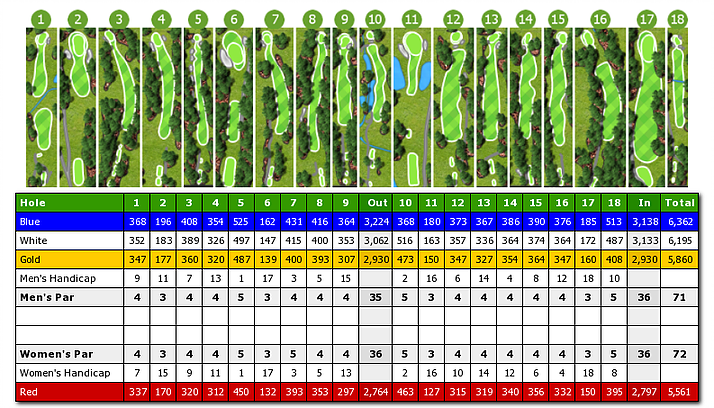 1 2 3 4 5 6 7 8 9 10 11 12 13 14 15 16 17 18
Hole 1 2 3 4 5 6 7 8 9 Out 10 11 12 13 14 15 16 17 18 In Total
Blue 368 196 408 354 525 162 431 416 364 3,224 368 180 373 367 386 390 376 185 513 3,138 6,362
White 352 183 389 326 497 147 415 400 353 3,062 516 163 357 336 364 374 364 172 487 3,133 6,195
Gold 347 177 360 320 487 139 400 393 307 2,930 473 150 347 327 354 364 347 160 408 2,930 5,860
Men's Handicap 9 11 7 13 1 17 3 5 15 2 16 6 14 4 8 12 18 10
Men's Par 4 3 4 4 5 3 4 4 4 35 5 3 4 4 4 4 4 3 5 36 71
Women's Par 4 3 4 4 5 3 5 4 4 36 5 3 4 4 4 4 4 3 5 36 72
Women's Handicap 7 15 9 11 1 17 3 5 13 2 16 10 14 12 6 4 18 8
Red 337 170 320 312 450 132 393 353 297 2,764 463 127 315 319 340 356 332 150 395 2,797 5,561